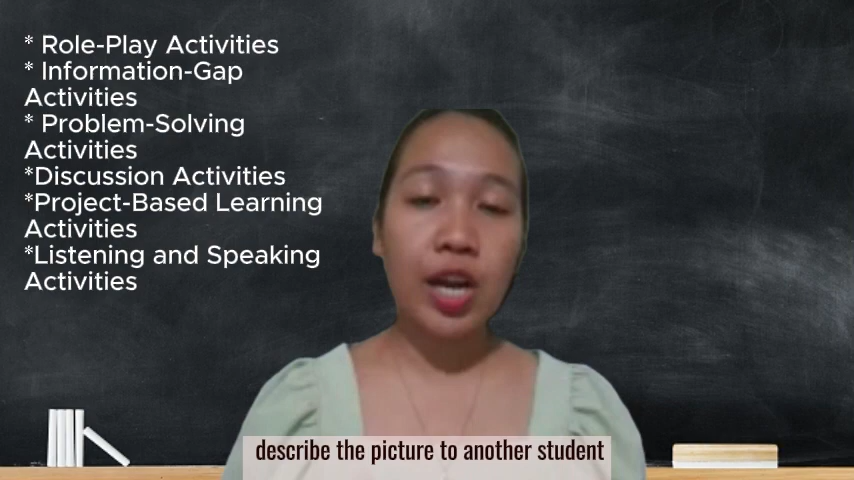 * Role-Play Activities
* Information-Gap
Activities
* Problem-Solving
Activities
*Discussion Activities
*Project-Based Learning
Activities
*Listening and Speaking
Activities
describe the picture to another student